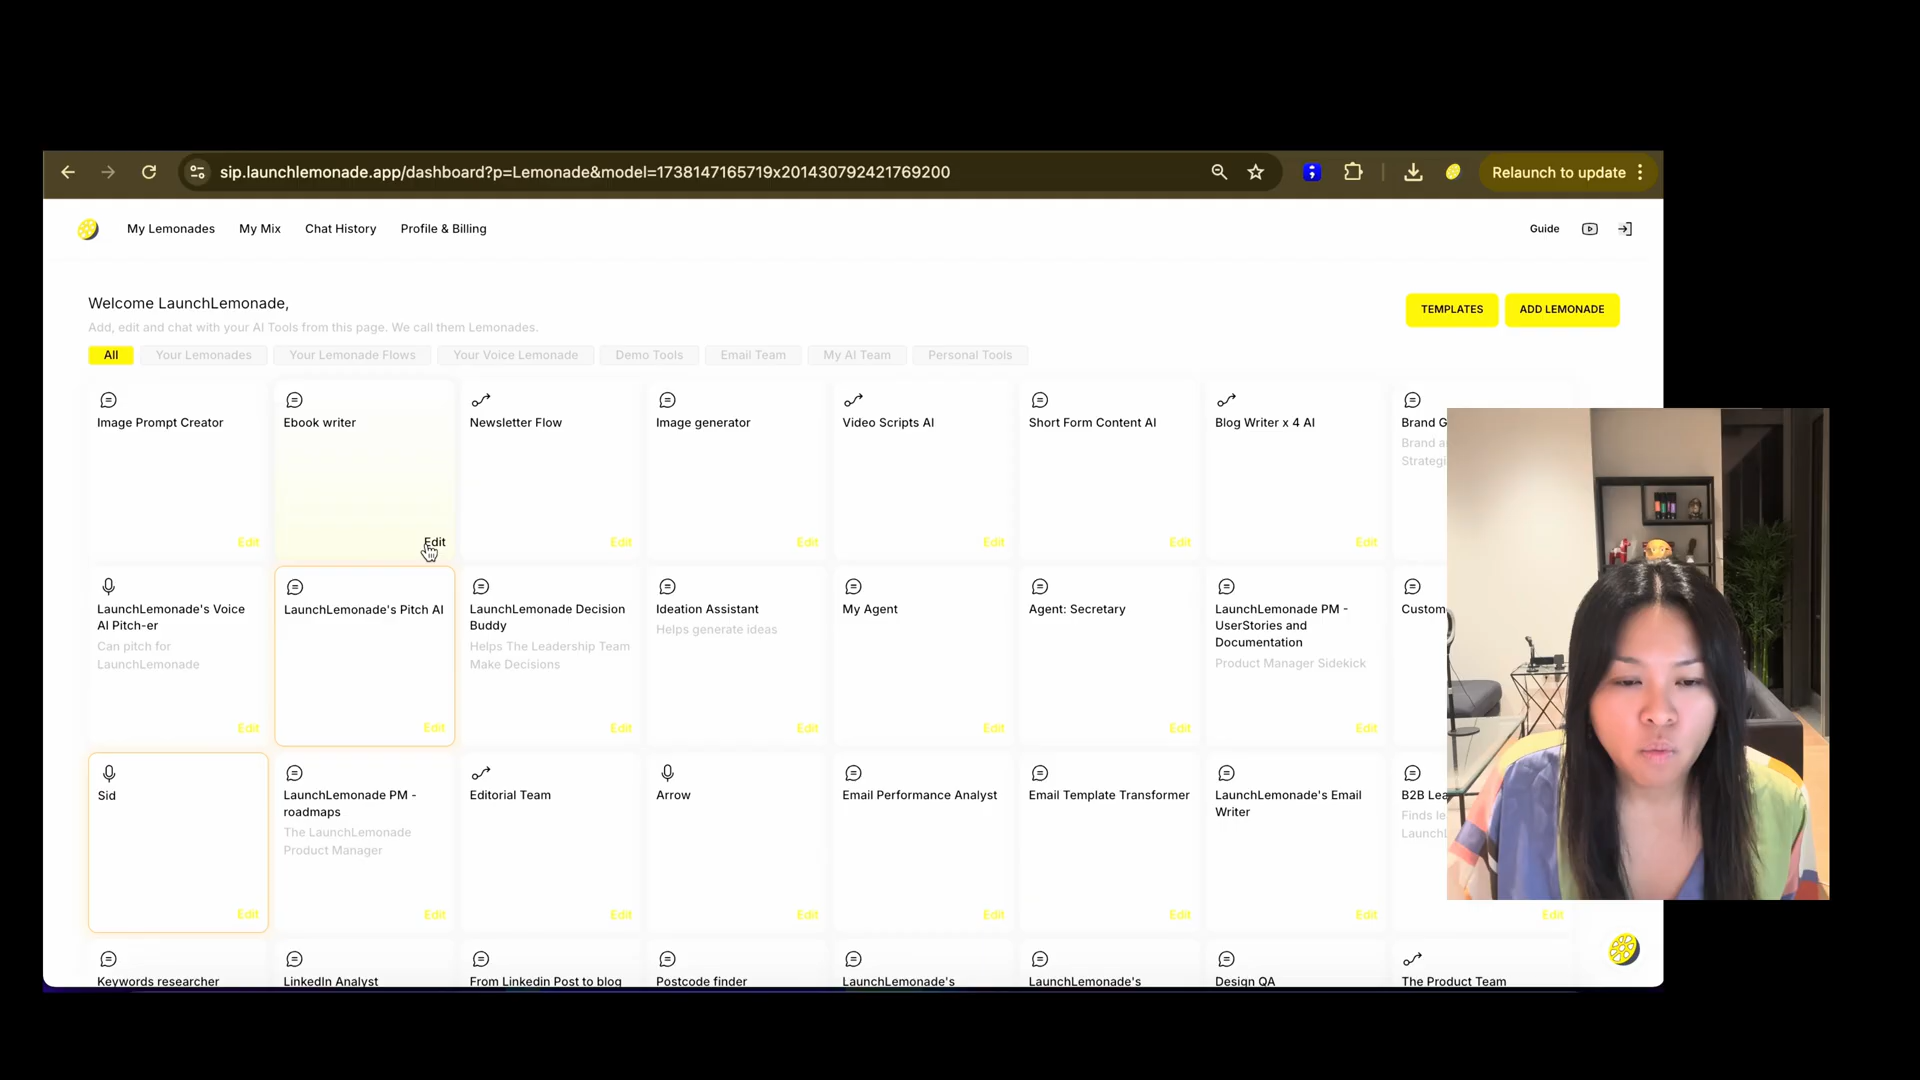 sip.launchlemonade.app/dashboard?p=Lemonade&model=1738147165719x201430792421769200
Relaunch to update
My Lemonades
My Mix
Chat History
Profile & Billing
Guide
Welcome LaunchLemonade,
Add, edit and chat with your AI Tools from this page. We call them Lemonades.
TEMPLATES
ADD LEMONADE
All
Your Lemonades
Your Lemonade Flows
Your Voice Lemonade
Demo Tools
Email Team
My AI Team
Personal Tools
Image Prompt Creator
Edit
Ebook writer
Edit
Newsletter Flow
Edit
Image generator
Edit
Video Scripts AI
Edit
Short Form Content AI
Edit
Blog Writer x 4 AI
Edit
Brand
Brand
LaunchLemonade's Voice
AI Pitch-er
Can pitch for
LaunchLemonade
Edit
LaunchLemonade's Pitch AI
Edit
LaunchLemonade Decision
Buddy
Helps The Leadership Team
Make Decisions
Edit
Ideation Assistant
Helps generate ideas
Edit
My Agent
Edit
Agent: Secretary
Edit
LaunchLemonade PM -
UserStories and
Documentation
Product Manager Sidekick
Edit
Custom
Sid
Edit
LaunchLemonade PM -
roadmaps
The LaunchLemonade
Product Manager
Edit
Editorial Team
Edit
Arrow
Edit
Email Performance Analyst
Edit
Email Template Transformer
Edit
LaunchLemonade's Email
Writer
Edit
B2B
Finds
Edit
Keywords researcher
LinkedIn Analyst
From Linkedin Post to blog
Postcode finder
LaunchLemonade's
LaunchLemonade's
Design QA
The Product Team